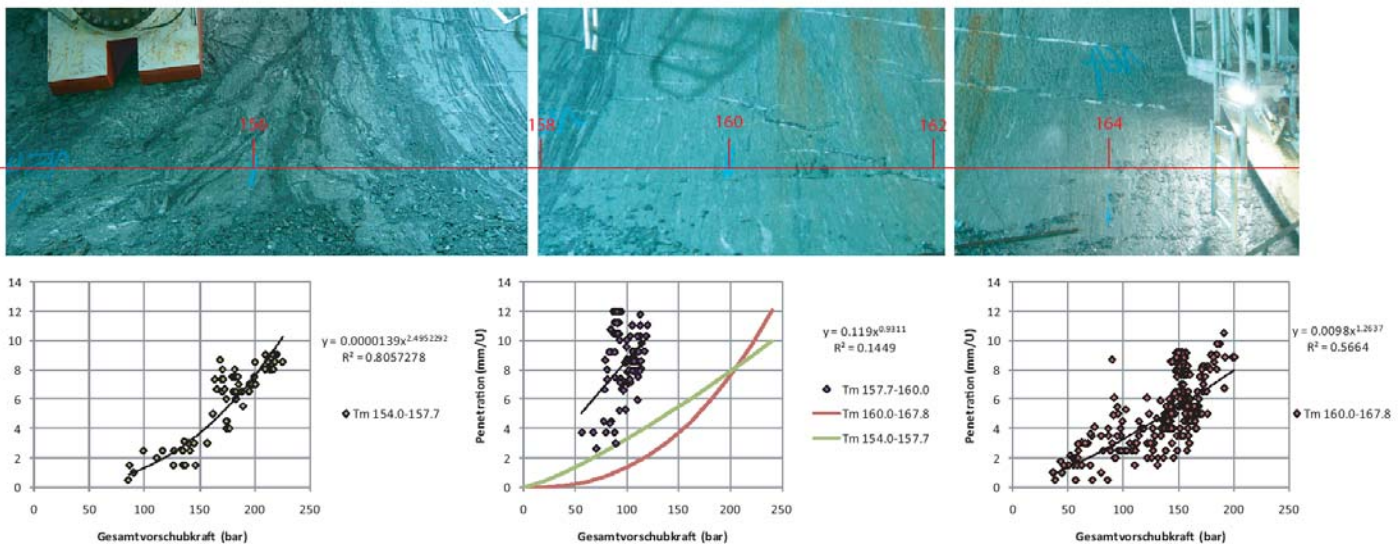 156
158
160
162
164
14
12
10
8
6
4
2
0
0 50 100 150 200 250
Gesamtvorschubkraft (bar)
y = 0.0000139x^2.4952292
R² = 0.8057278
Tm 154.0-157.7
Penetration (mm/U)
14
12
10
8
6
4
2
0
0 50 100 150 200 250
Gesamtvorschubkraft (bar)
y = 0.119x^0.9311
R² = 0.1449
Tm 157.7-160.0
Tm 160.0-167.8
Tm 154.0-157.7
Penetration (mm/U)
14
12
10
8
6
4
2
0
0 50 100 150 200 250
Gesamtvorschubkraft (bar)
y = 0.0098x^1.2637
R² = 0.5664
Tm 160.0-167.8